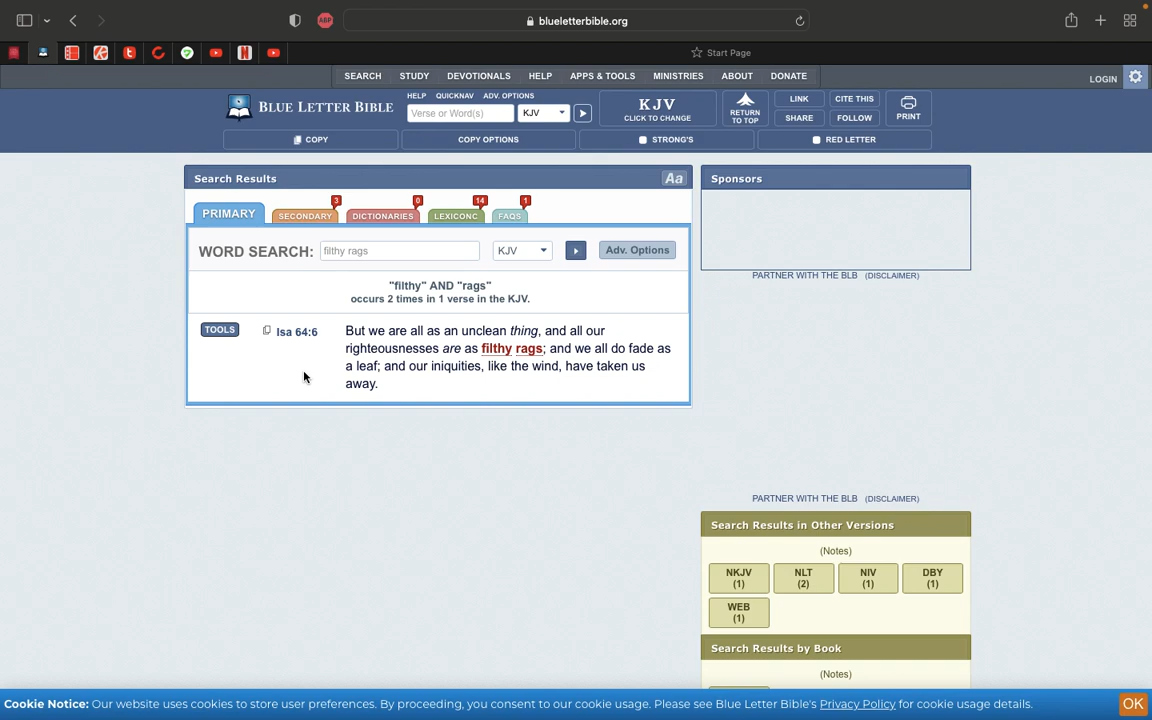 ABP
blueletterbible.org
Start Page
SEARCH STUDY DEVOTIONALS HELP APPS & TOOLS MINISTRIES ABOUT DONATE
LOGIN
BLUE LETTER BIBLE
HELP QUICKNAV ADV. OPTIONS
Verse or Word(s) KJV
KJV
CLICK TO CHANGE
RETURN
TO TOP
LINK CITE THIS
SHARE FOLLOW
PRINT
COPY COPY OPTIONS STRONG'S RED LETTER
Search Results Aa
3 0 14 1
PRIMARY SECONDARY DICTIONARIES LEXICONC FAQS
WORD SEARCH: filthy rags KJV Adv. Options
"filthy" AND "rags"
occurs 2 times in 1 verse in the KJV.
TOOLS Isa 64:6 But we are all as an unclean thing, and all our
righteousnesses are as filthy rags; and we all do fade as
a leaf; and our iniquities, like the wind, have taken us
away.
Sponsors
PARTNER WITH THE BLB (DISCLAIMER)
PARTNER WITH THE BLB (DISCLAIMER)
Search Results in Other Versions
(Notes)
NKJV NLT NIV DBY
(1) (2) (1) (1)
WEB
(1)
Search Results by Book
(Notes)
Cookie Notice: Our website uses cookies to store user preferences. By proceeding, you consent to our cookie usage. Please see Blue Letter Bible's Privacy Policy for cookie usage details. OK